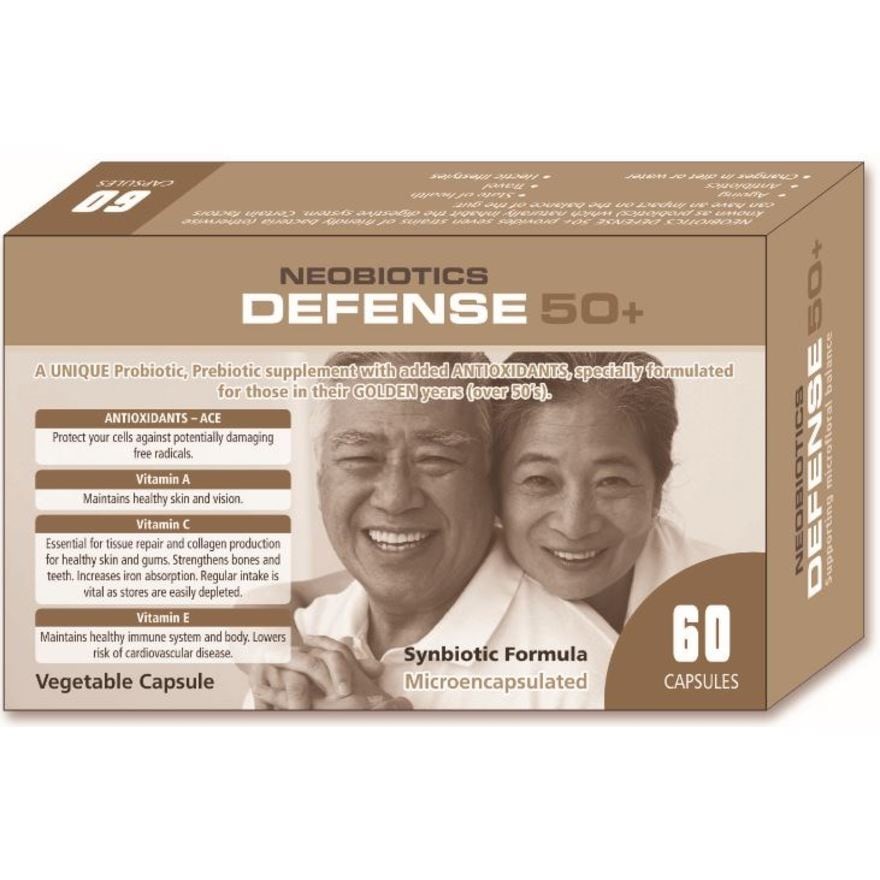 60
CAPSULES
NEOBIOTICS DEFENSE 50+ provides seven strains of friendly bacteria (otherwise
known as probiotics) which naturally inhabit the digestive system. Certain factors
can have an impact on the balance of the gut:
• Ageing • State of health
• Antibiotics • Travel
• Changes in diet or water • Hectic lifestyles
NEOBIOTICS
DEFENSE 50+
A UNIQUE Probiotic, Prebiotic supplement with added ANTIOXIDANTS, specially formulated
for those in their GOLDEN years (over 50's).
ANTIOXIDANTS – ACE
Protect your cells against potentially damaging
free radicals.
Vitamin A
Maintains healthy skin and vision.
Vitamin C
Essential for tissue repair and collagen production
for healthy skin and gums. Strengthens bones and
teeth. Increases iron absorption. Regular intake is
vital as stores are easily depleted.
Vitamin E
Maintains healthy immune system and body. Lowers
risk of cardiovascular disease.
Vegetable Capsule
Synbiotic Formula
Microencapsulated
60
CAPSULES
NEOBIOTICS
DEFENSE 50+
Supporting microfloral balance